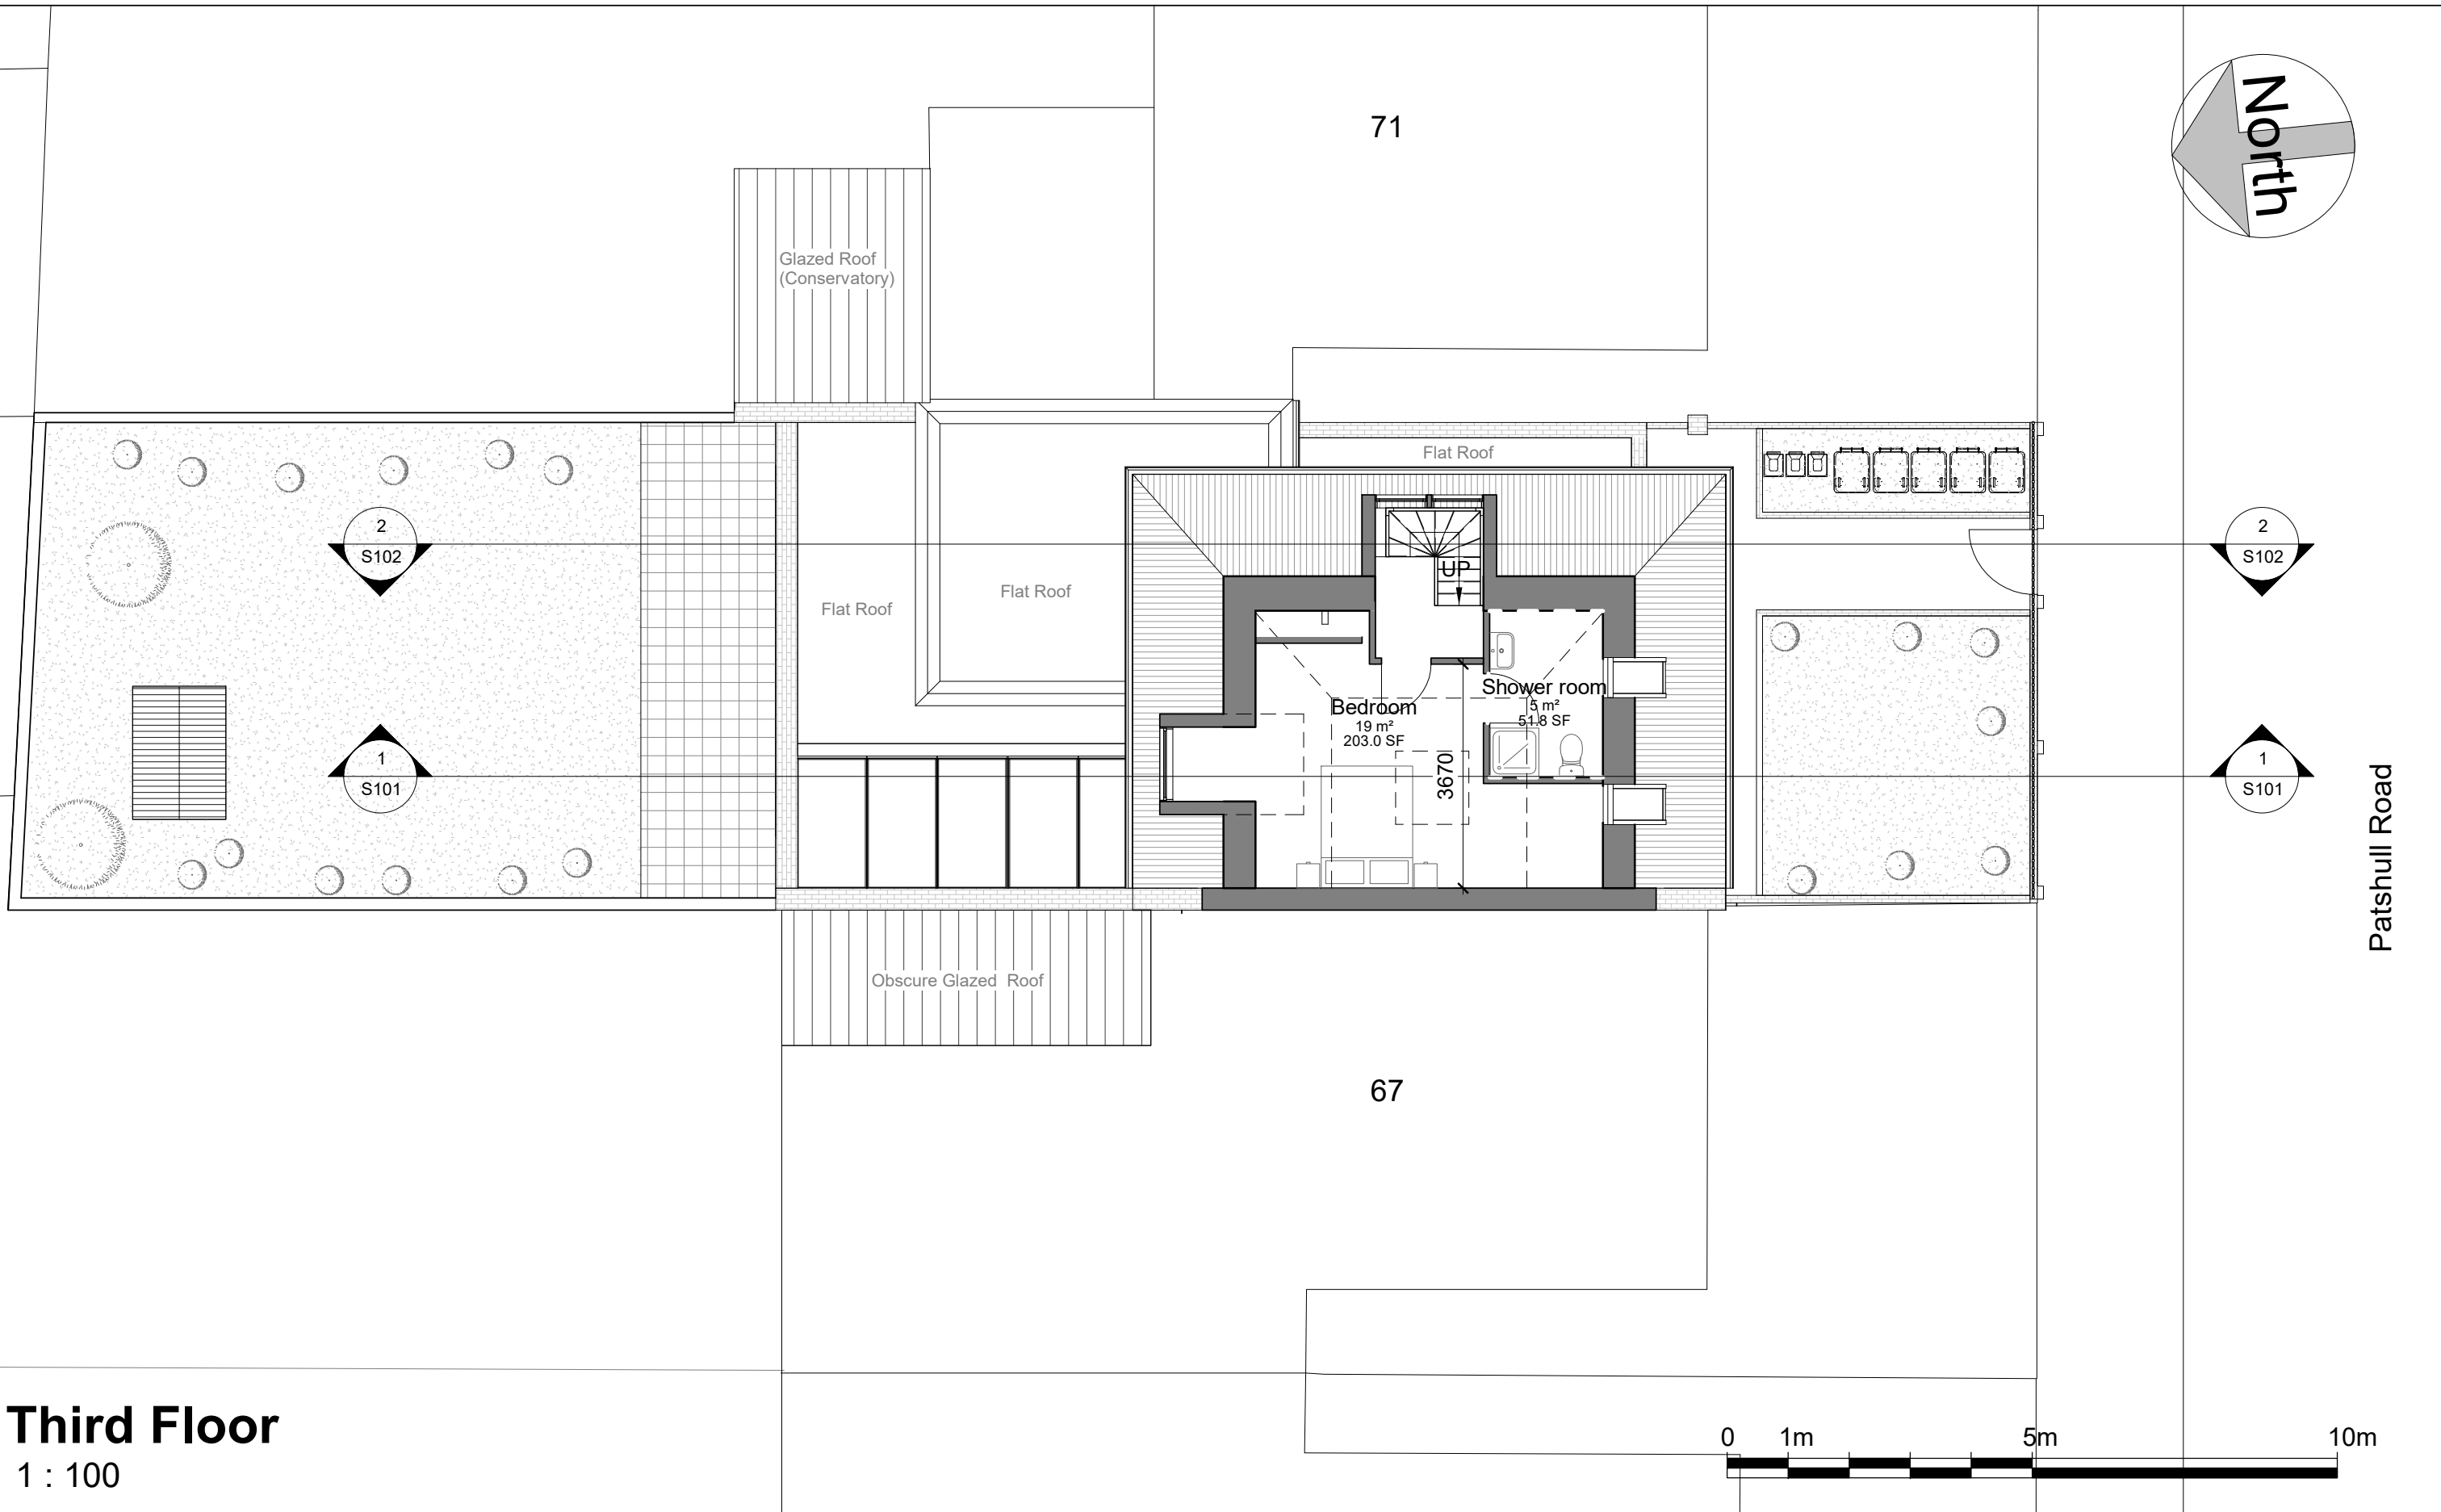 71
North
Glazed Roof
(Conservatory)
Flat Roof
2
S102
2
S102
UP
Flat Roof
Flat Roof
Shower room
5 m²
51.8 SF
Bedroom
19 m²
203.0 SF
3670
1
S101
1
S101
Patshull Road
Obscure Glazed Roof
67
Third Floor
1 : 100
0 1m 5m 10m